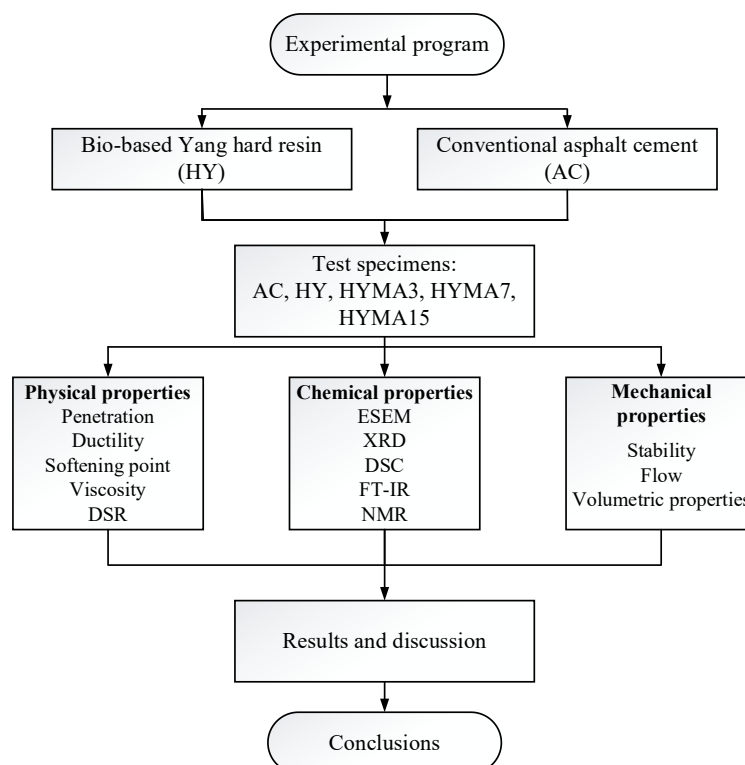 Experimental program
Bio-based Yang hard resin
(HY)
Conventional asphalt cement
(AC)
Test specimens:
AC, HY, HYMA3, HYMA7,
HYMA15
Physical properties
Penetration
Ductility
Softening point
Viscosity
DSR
Chemical properties
ESEM
XRD
DSC
FT-IR
NMR
Mechanical
properties
Stability
Flow
Volumetric properties
Results and discussion
Conclusions